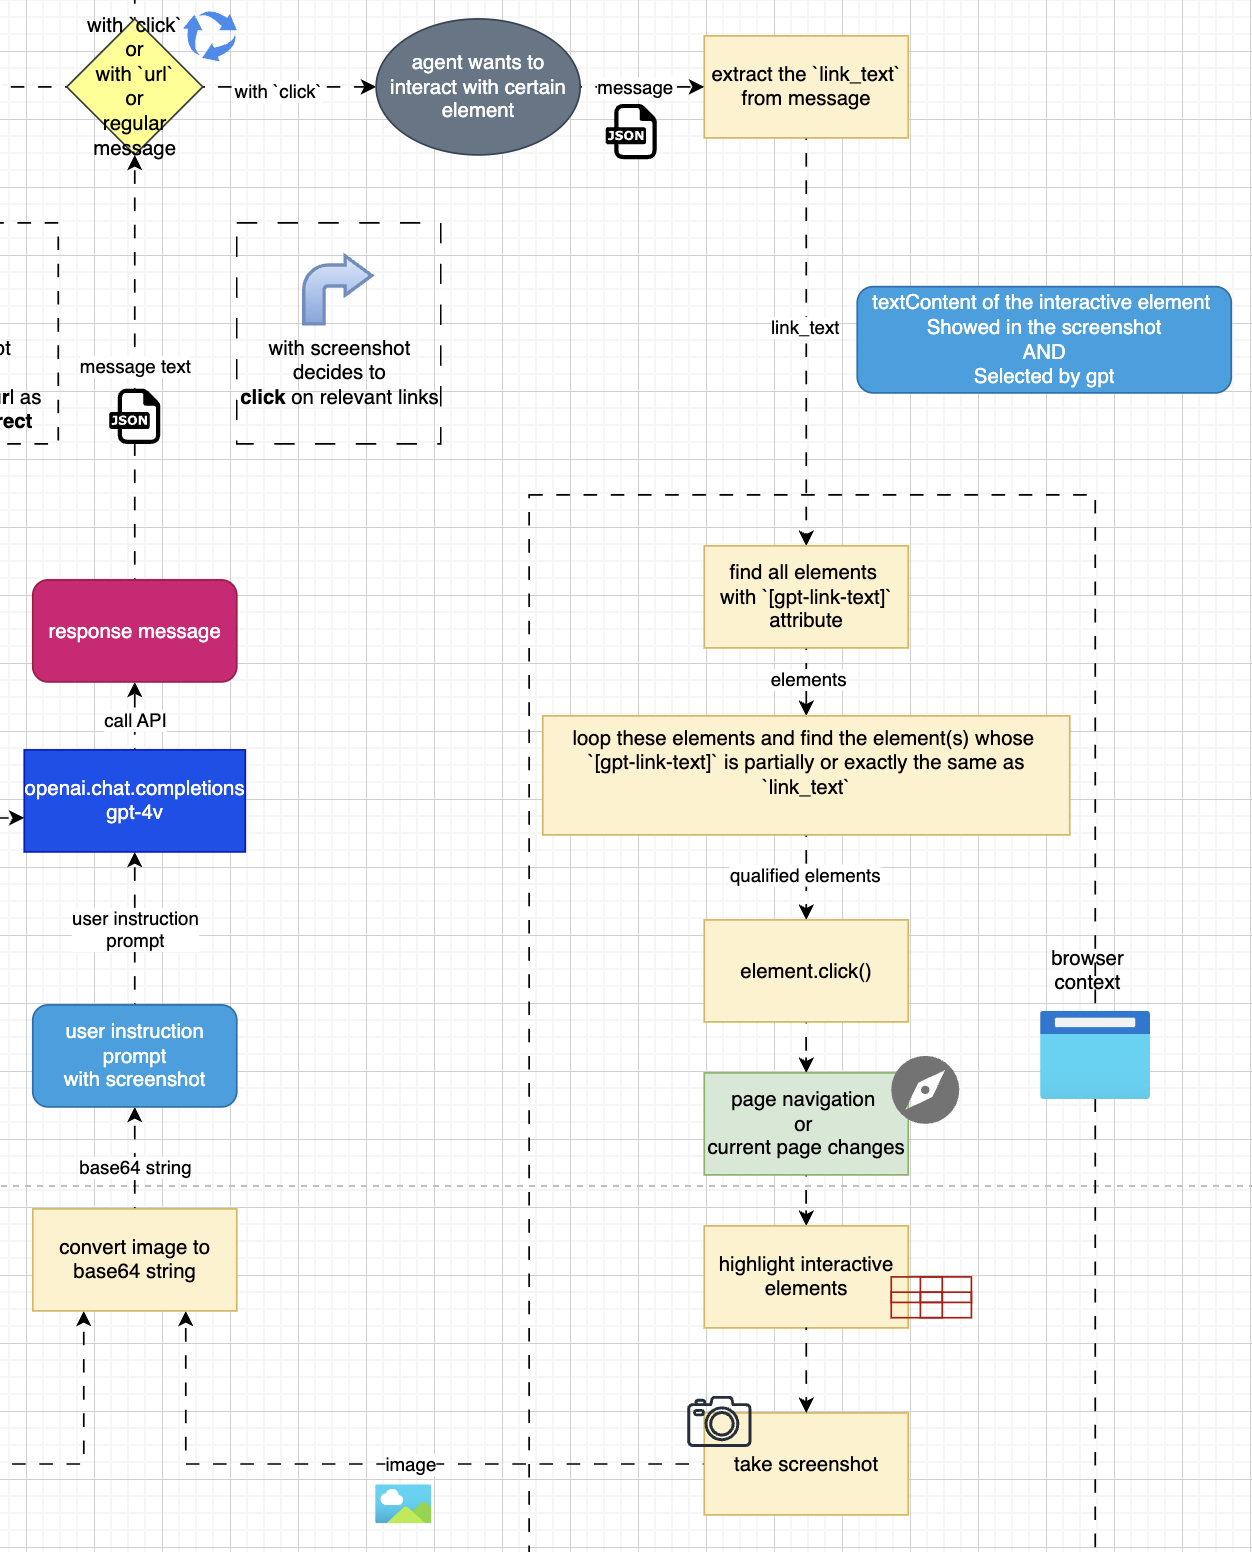 with `click`
or
with `url`
or
regular
message
with `click`
agent wants to
interact with certain
element
message
JSON
extract the `link_text`
from message
link_text
textContent of the interactive element
Showed in the screenshot
AND
Selected by gpt
with screenshot
decides to
click on relevant links
message text
JSON
ot
rl as
rect
response message
call API
openai.chat.completions
gpt-4v
user instruction
prompt
user instruction
prompt
with screenshot
base64 string
convert image to
base64 string
find all elements
with `[gpt-link-text]`
attribute
elements
loop these elements and find the element(s) whose
`[gpt-link-text]` is partially or exactly the same as
`link_text`
qualified elements
element.click()
browser
context
page navigation
or
current page changes
highlight interactive
elements
take screenshot
image